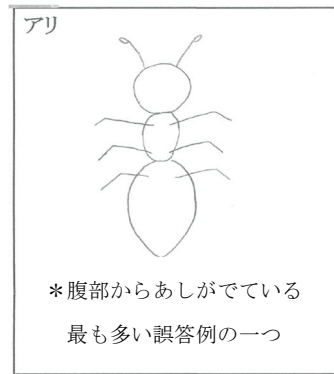 アリ
＊腹部からあしがでている
最も多い誤答例の一つ